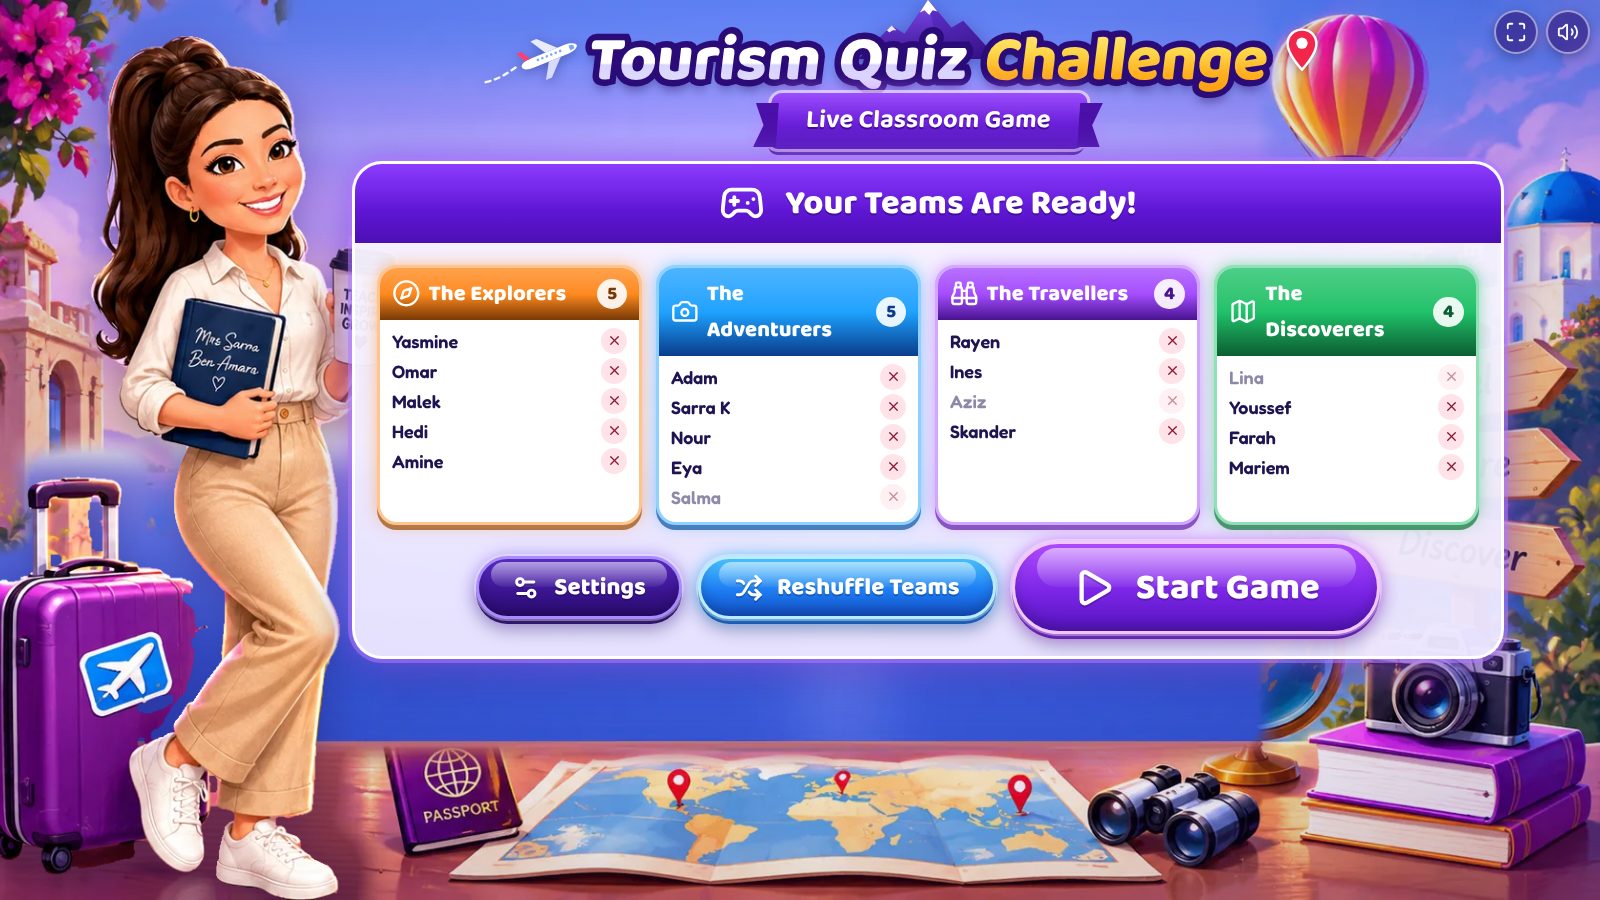 Tourism Quiz Challenge
Live Classroom Game
Your Teams Are Ready!
The Explorers 5
Yasmine
Omar
Malek
Hedi
Amine
The
Adventurers
5
Adam
Sarra K
Nour
Eya
Salma
The Travellers 4
Rayen
Ines
Aziz
Skander
The
Discoverers
4
Lina
Youssef
Farah
Mariem
Settings
Reshuffle Teams
Start Game
Mrs Sarra
Ben Amara
Discover
PASSPORT